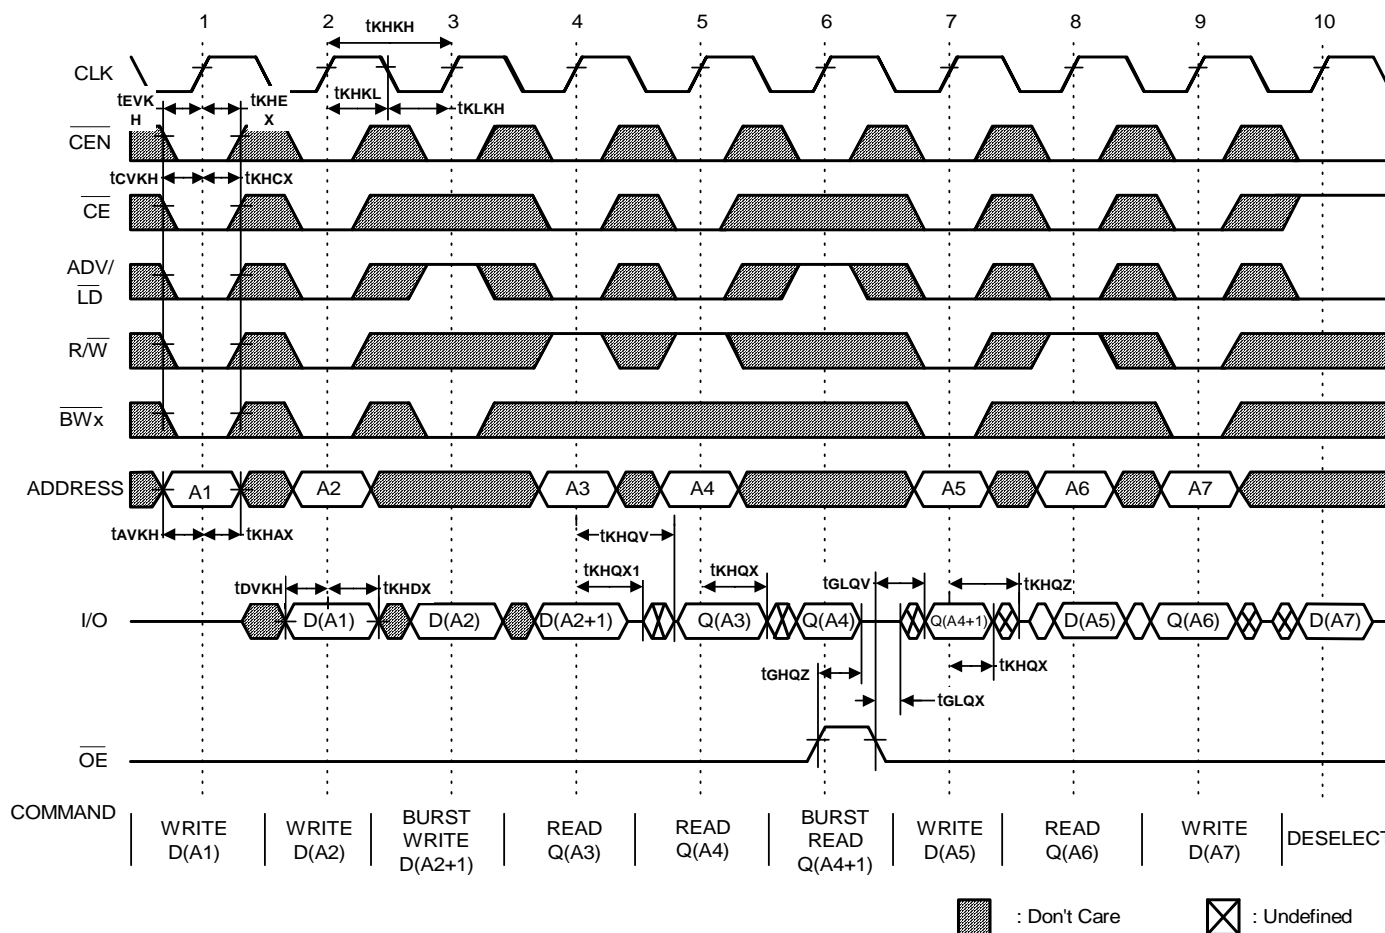 1 2 3 4 5 6 7 8 9 10
tKHKH
CLK
tEVKH tKHEX tKHKL tKLKH
CEN
tCVKH tKHCX
CE
ADV/
LD
R/W
BWx
ADDRESS A1 A2 A3 A4 A5 A6 A7
tAVKH tKHAX tKHQV
tDVKH tKHDX tKHQX1 tKHQX tGLQV tKHQZ
I/O D(A1) D(A2) D(A2+1) Q(A3) Q(A4) Q(A4+1) D(A5) Q(A6) D(A7)
tGHQZ tKHQX
tGLQX
OE
COMMAND
WRITE D(A1)
WRITE D(A2)
BURST WRITE D(A2+1)
READ Q(A3)
READ Q(A4)
BURST READ Q(A4+1)
WRITE D(A5)
READ Q(A6)
WRITE D(A7)
DESELECT
: Don't Care : Undefined